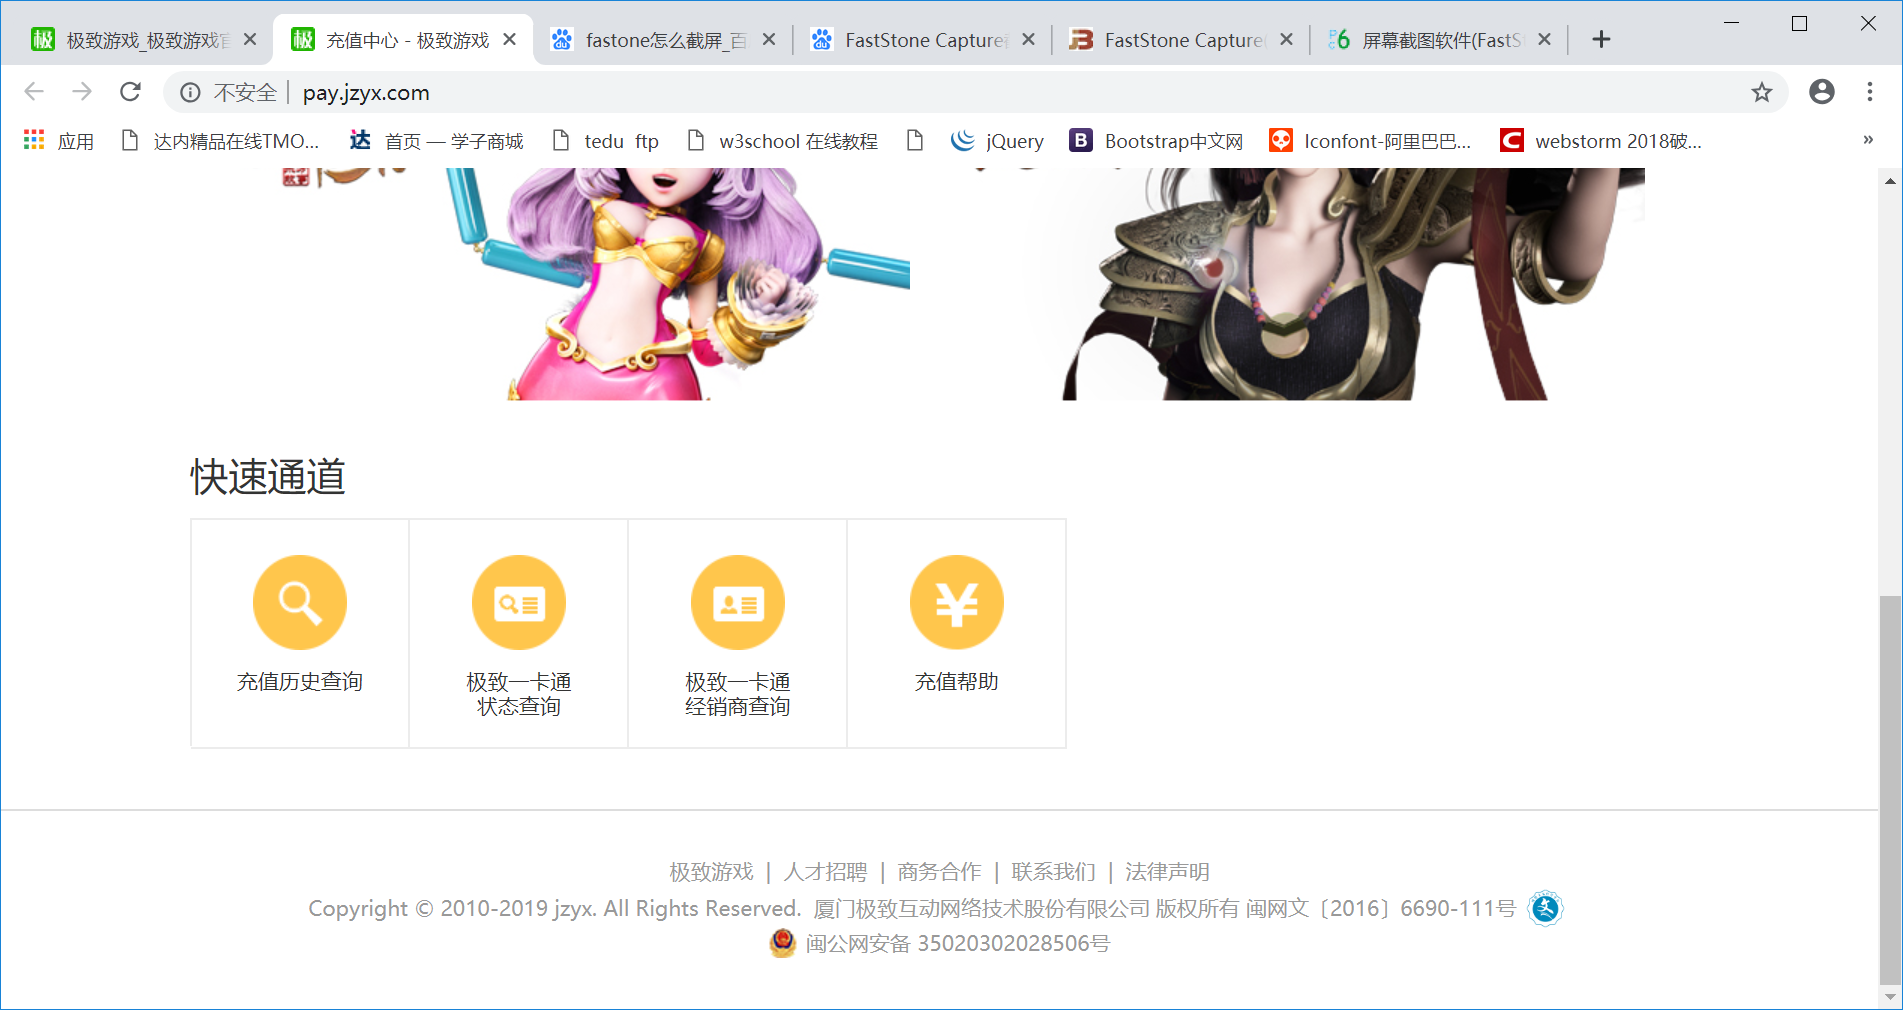 极致游戏_极致游戏官
充值中心 - 极致游戏
fastone怎么截屏_百
FastStone Capture
FastStone Capture
屏幕截图软件(FastS
不安全 | pay.jzyx.com
应用
达内精品在线TMO...
首页 — 学子商城
tedu ftp
w3school 在线教程
jQuery
Bootstrap中文网
Iconfont-阿里巴巴...
webstorm 2018破...
»
快速通道
充值历史查询
极致一卡通
状态查询
极致一卡通
经销商查询
充值帮助
极致游戏 | 人才招聘 | 商务合作 | 联系我们 | 法律声明
Copyright © 2010-2019 jzyx. All Rights Reserved. 厦门极致互动网络技术股份有限公司 版权所有 闽网文〔2016〕6690-111号
闽公网安备 35020302028506号